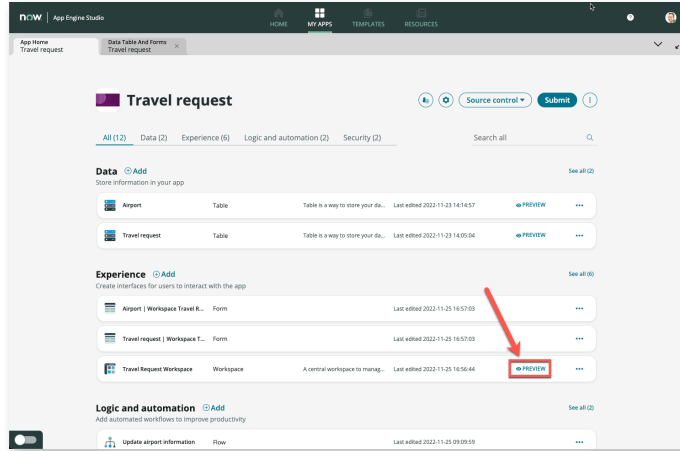 now | App Engine Studio
HOME MY APPS TEMPLATES RESOURCES
App Home
Travel request
Data Table And Forms
Travel request
Travel request
Source control Submit
All (12) Data (2) Experience (6) Logic and automation (2) Security (2) Search all
Data Add See all (2)
Store information in your app
Airport Table Table is a way to store your da... Last edited 2022-11-23 14:14:57 PREVIEW
Travel request Table Table is a way to store your da... Last edited 2022-11-23 14:05:04 PREVIEW
Experience Add See all (6)
Create interfaces for users to interact with the app
Airport | Workspace Travel R... Form Last edited 2022-11-25 16:57:03
Travel request | Workspace T... Form Last edited 2022-11-25 16:57:03
Travel Request Workspace Workspace A central workspace to manag... Last edited 2022-11-25 16:56:44 PREVIEW
Logic and automation Add See all (2)
Add automated workflows to improve productivity
Update airport information Flow Last edited 2022-11-25 09:09:59